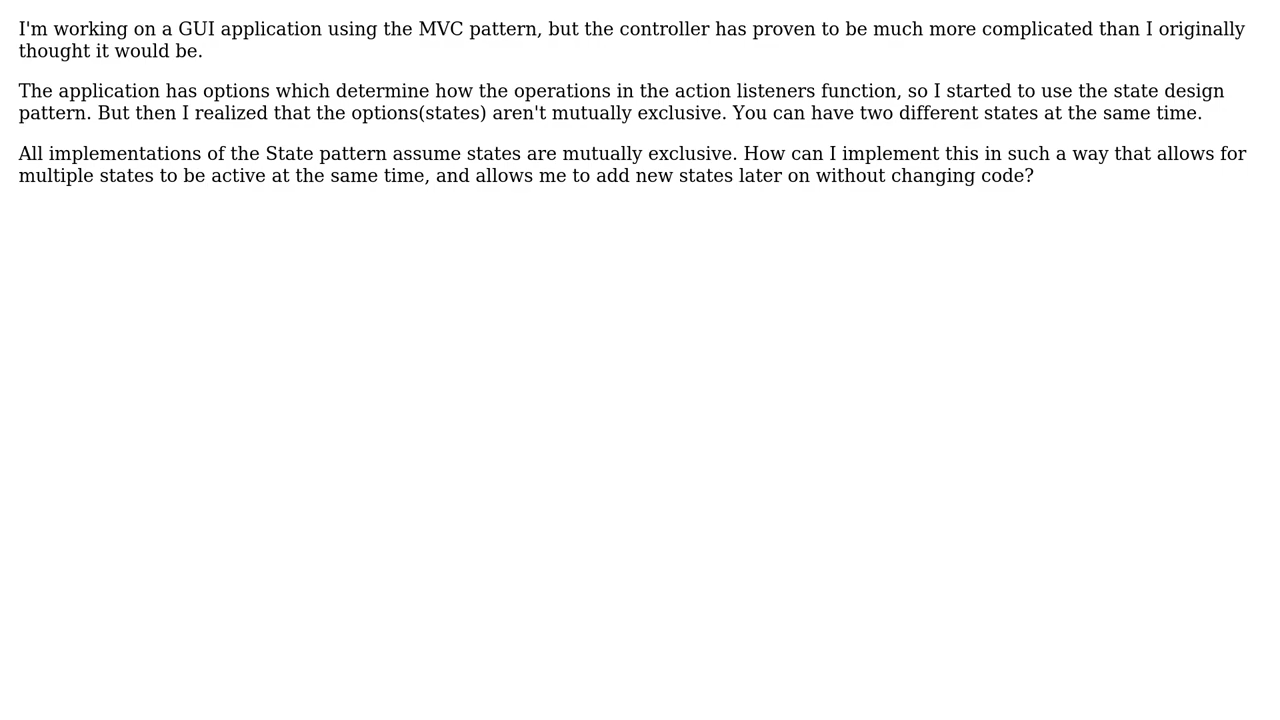 I'm working on a GUI application using the MVC pattern, but the controller has proven to be much more complicated than I originally
thought it would be.
The application has options which determine how the operations in the action listeners function, so I started to use the state design
pattern. But then I realized that the options(states) aren't mutually exclusive. You can have two different states at the same time.
All implementations of the State pattern assume states are mutually exclusive. How can I implement this in such a way that allows for
multiple states to be active at the same time, and allows me to add new states later on without changing code?